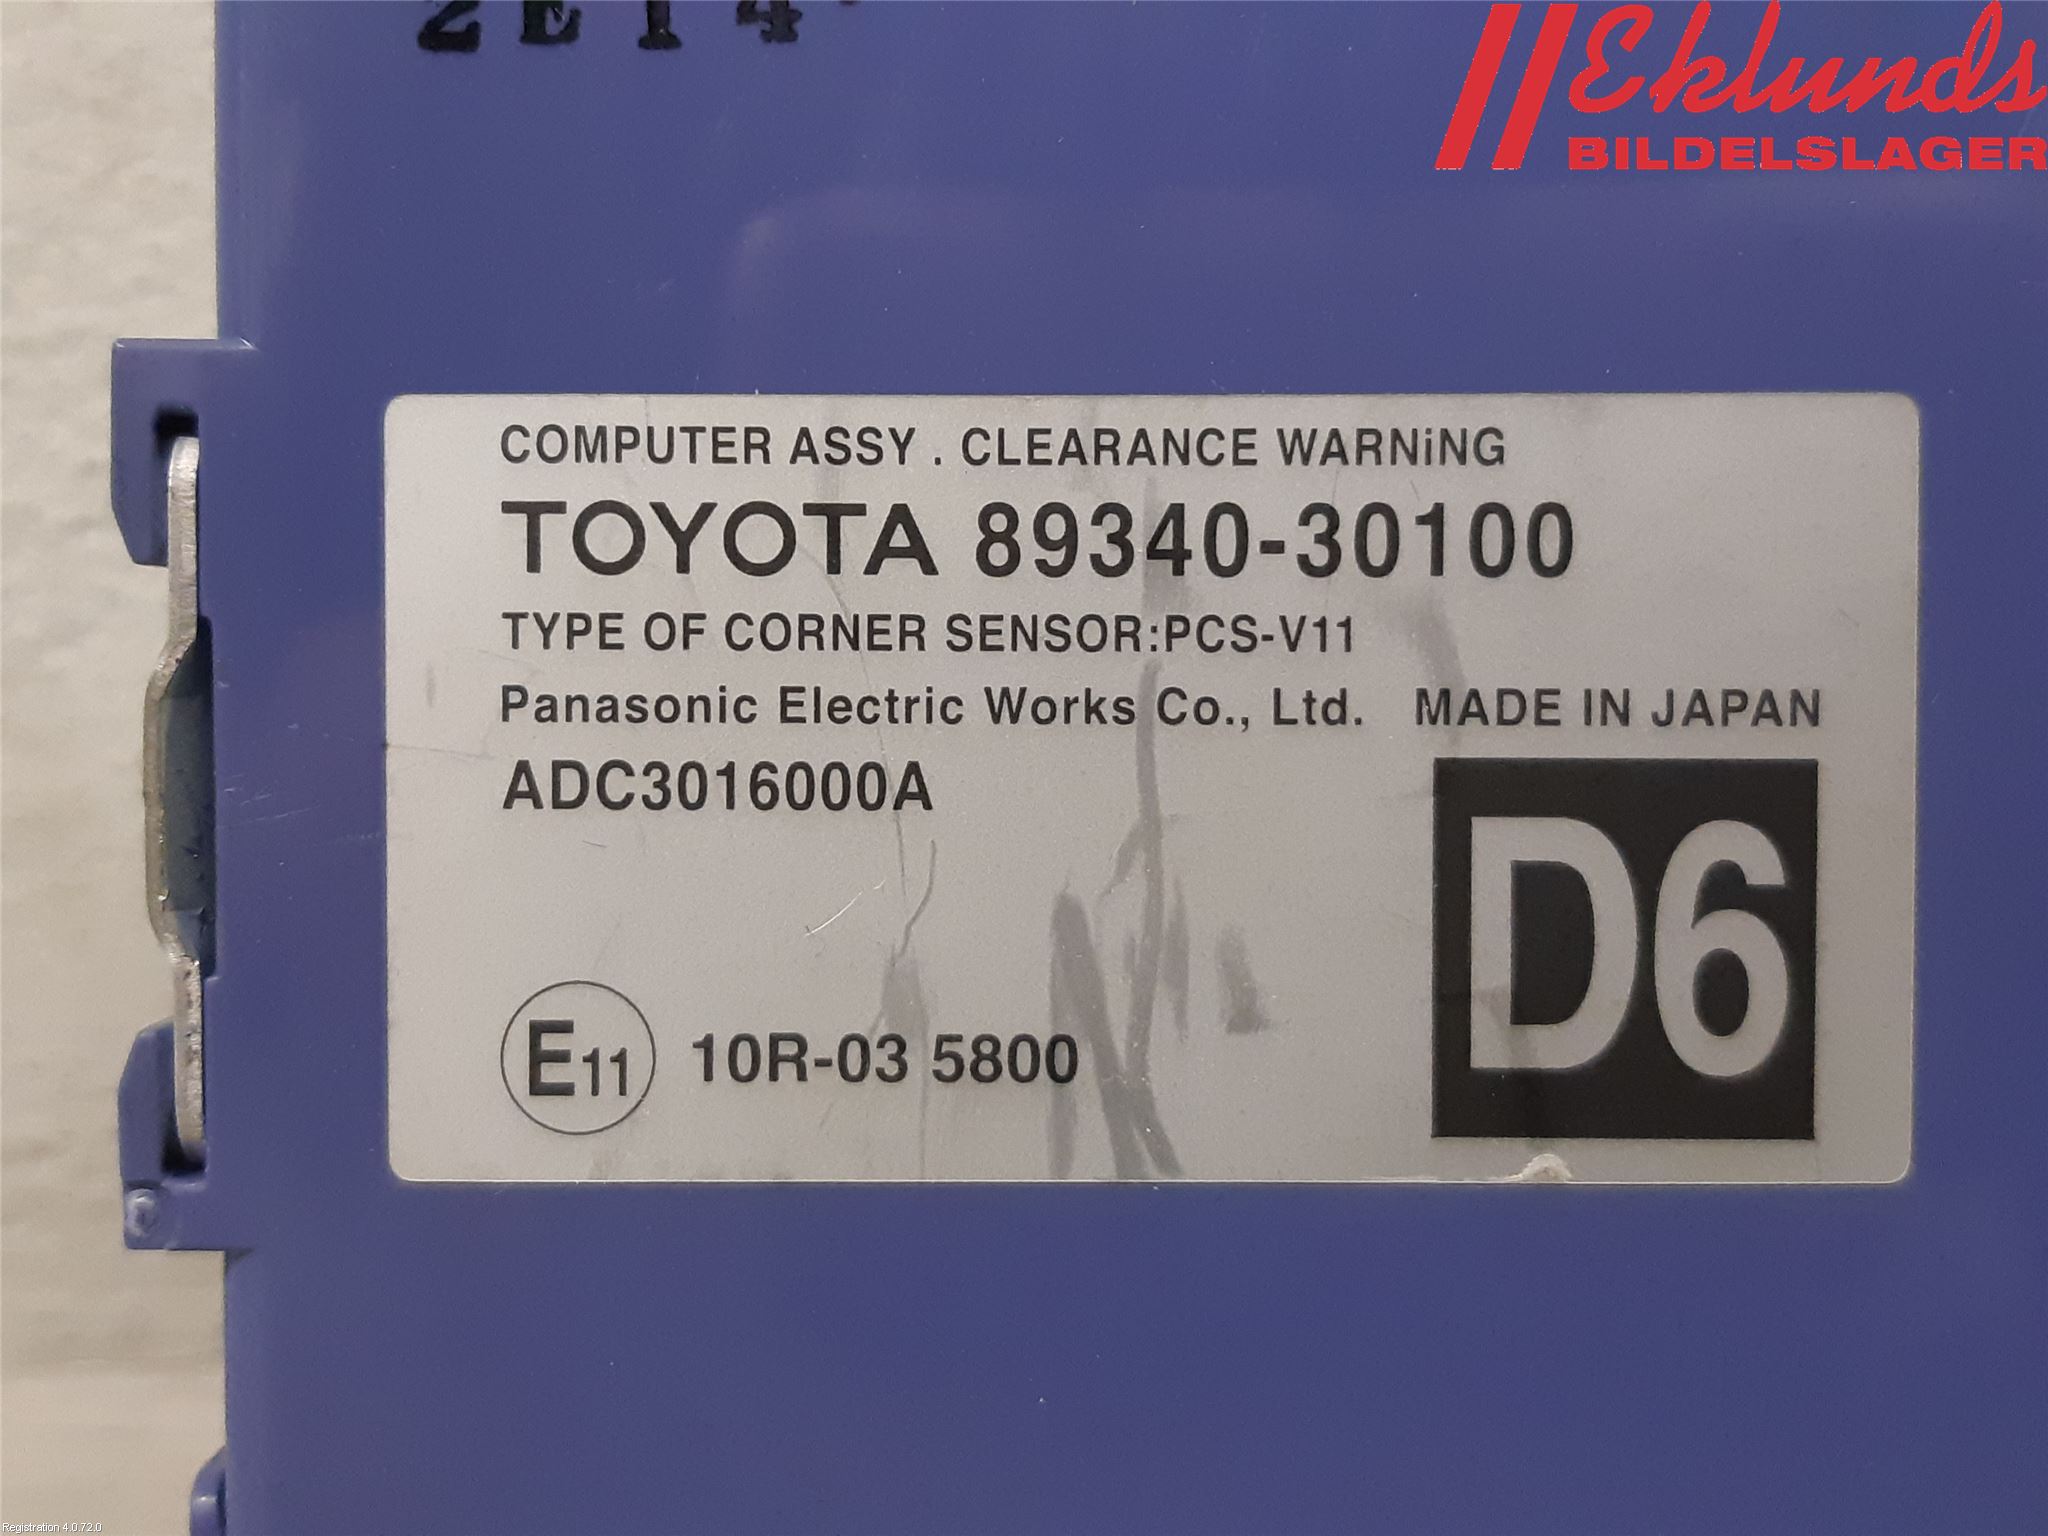 2E14
Eklunds
BILDELSLAGER
COMPUTER ASSY . CLEARANCE WARNiNG
TOYOTA 89340-30100
TYPE OF CORNER SENSOR:PCS-V11
Panasonic Electric Works Co., Ltd. MADE IN JAPAN
ADC3016000A
D6
E11 10R-03 5800
Registration 4.0.72.0